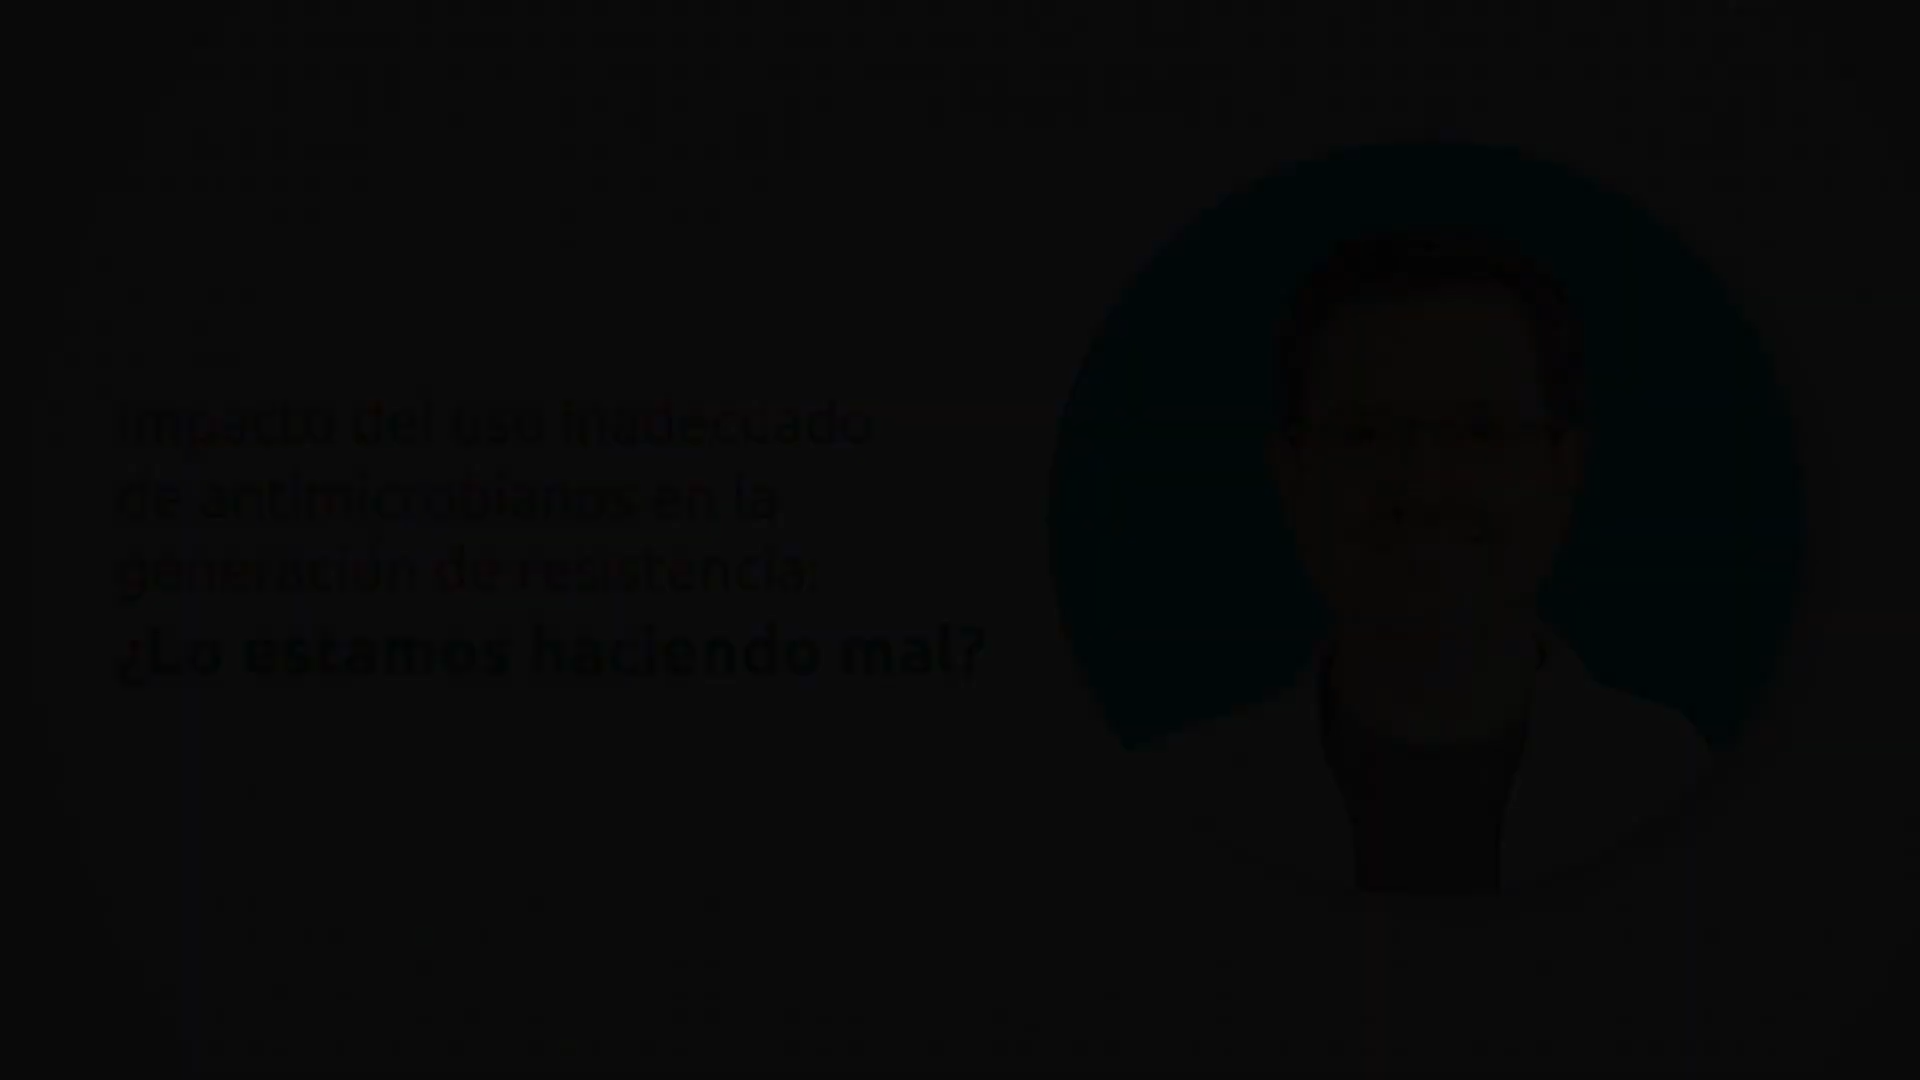 Impacto del uso inadecuado
de antimicrobianos en la
generación de resistencia.
¿Lo estamos haciendo mal?